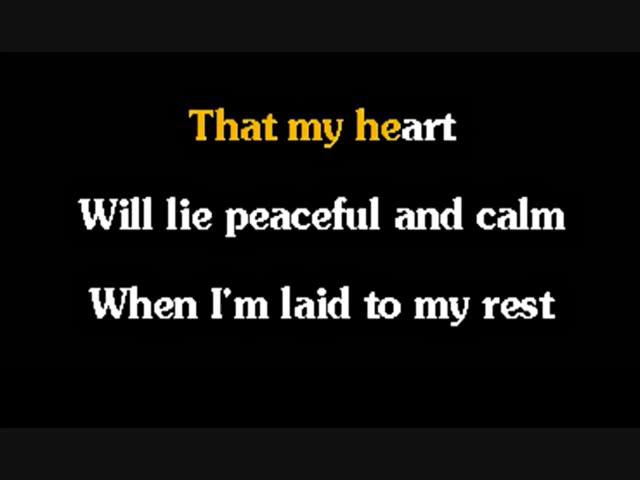 That my heart
Will lie peaceful and calm
When I'm laid to my rest